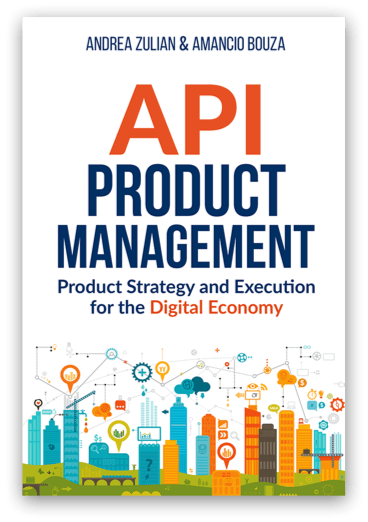 ANDREA ZULIAN & AMANCIO BOUZA
API
PRODUCT
MANAGEMENT
Product Strategy and Execution
for the Digital Economy